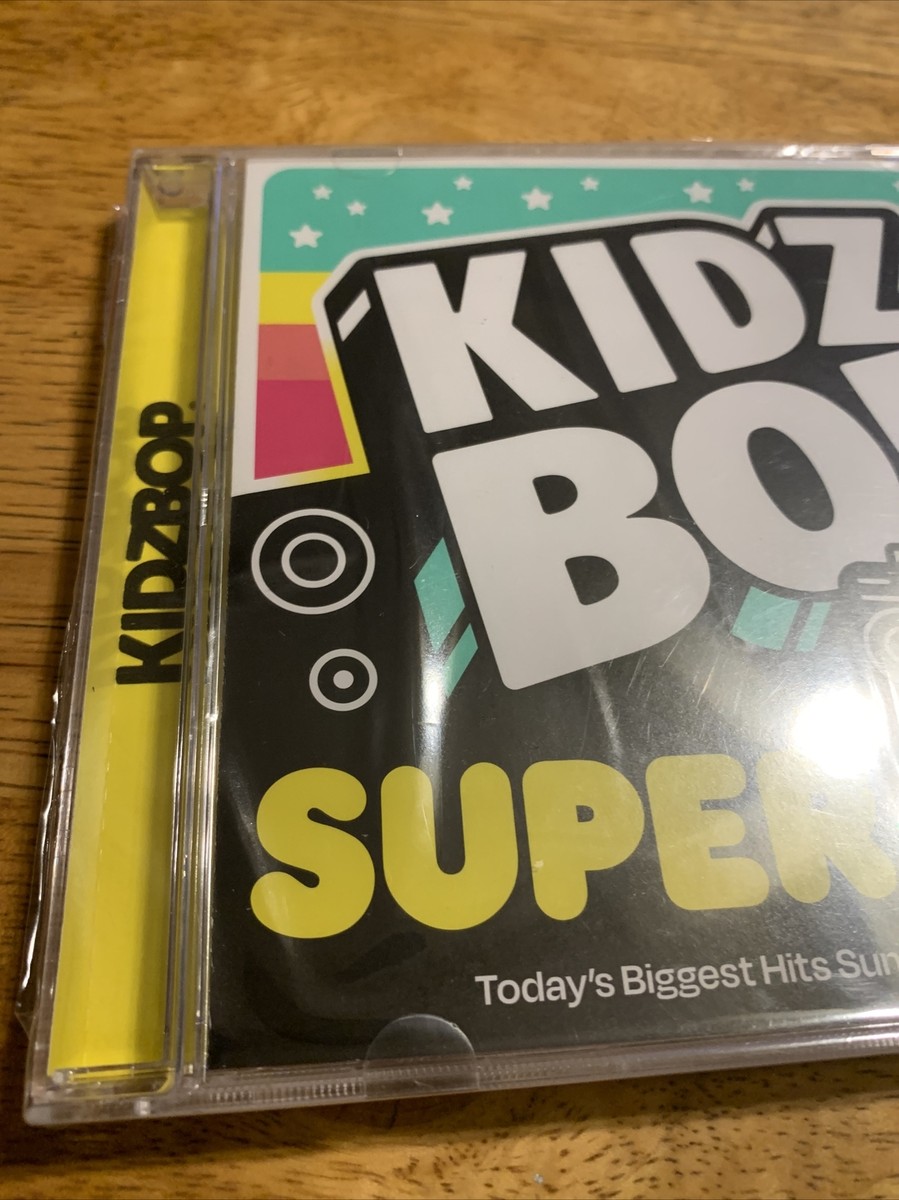 KIDZBOP
KIDZ
BO
SUPER
Today's Biggest Hits Sun